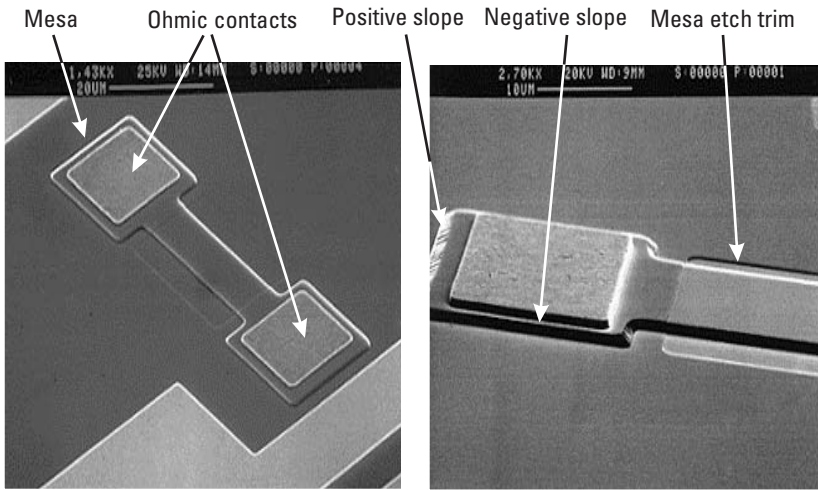 Mesa
Ohmic contacts
Positive slope
Negative slope
Mesa etch trim
1,43KX 25KV WD:14MM S:00000 P:00004
20UM
2,70KX 20KV WD:9MM S:00000 P:00001
10UM